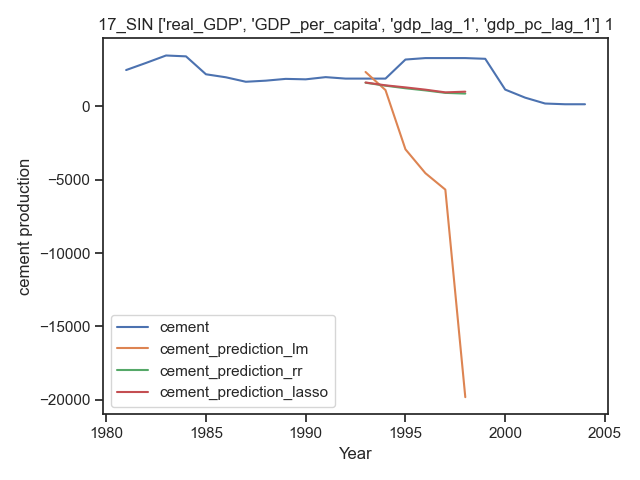 17_SIN ['real_GDP', 'GDP_per_capita', 'gdp_lag_1', 'gdp_pc_lag_1'] 1
0
−5000
−10000
−15000
−20000
cement production
cement
cement_prediction_lm
cement_prediction_rr
cement_prediction_lasso
1980
1985
1990
1995
2000
2005
Year